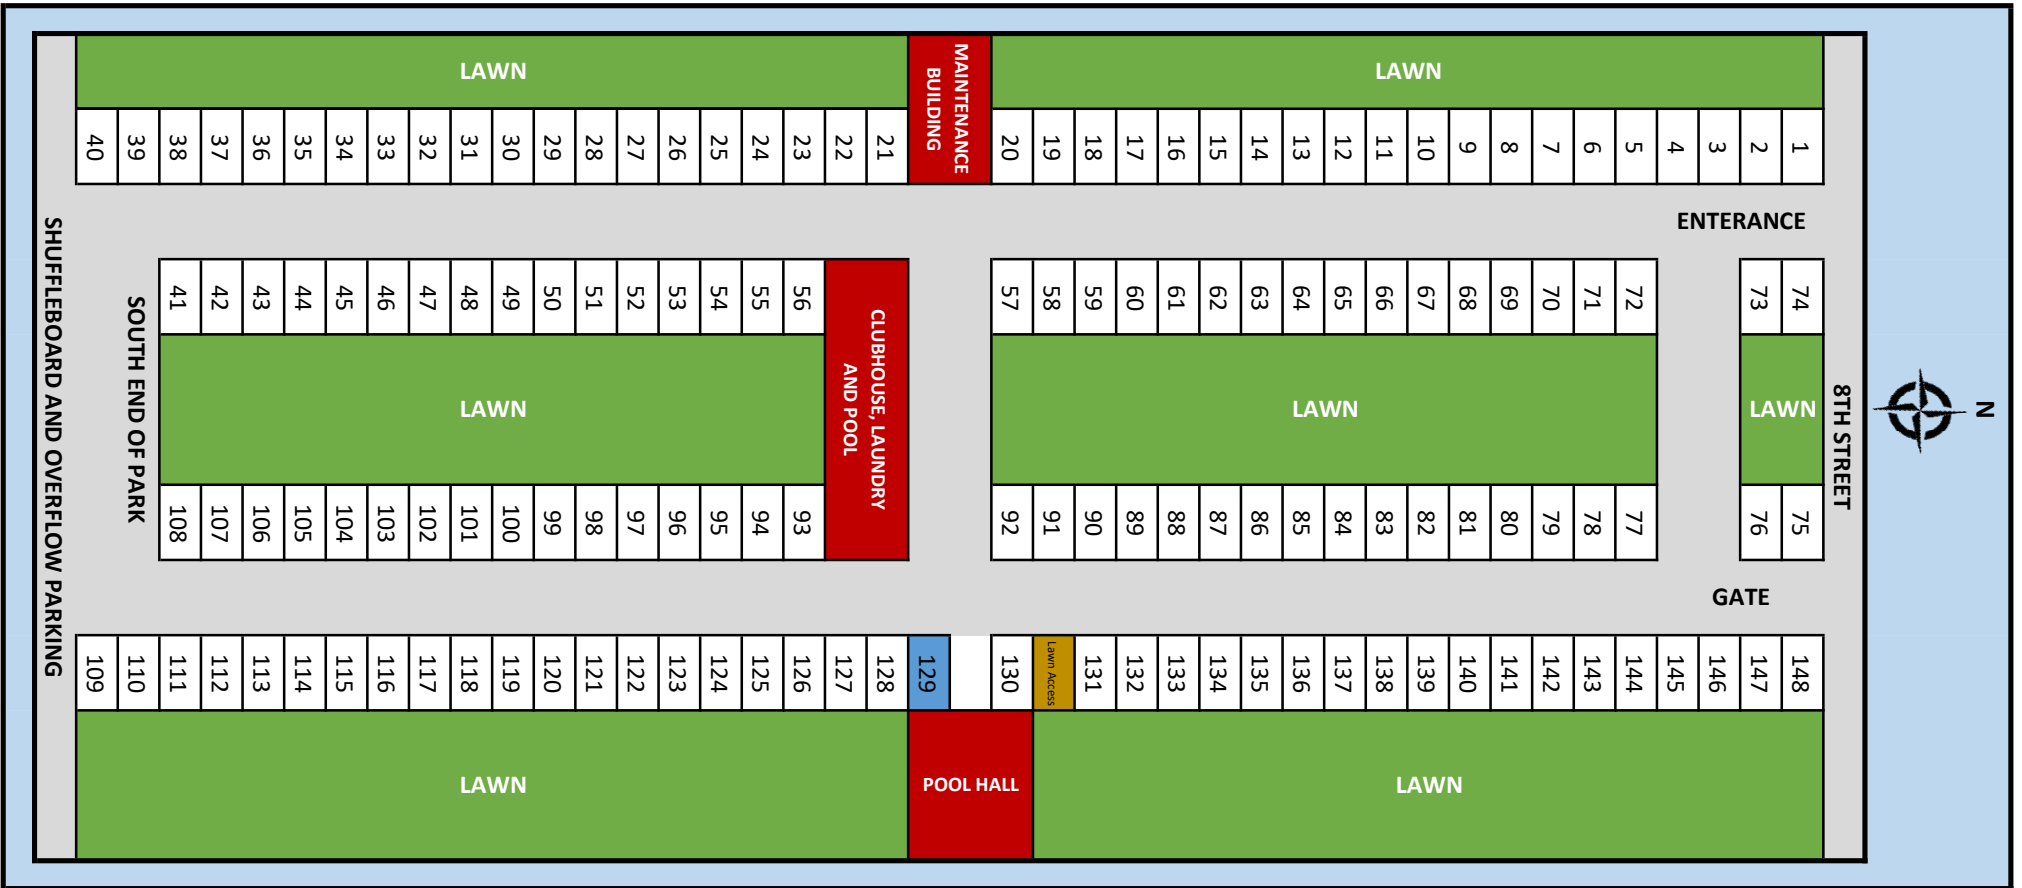 LAWN
MAINTENANCE
BUILDING
LAWN
40 39 38 37 36 35 34 33 32 31 30 29 28 27 26 25 24 23 22 21
20 19 18 17 16 15 14 13 12 11 10 9 8 7 6 5 4 3 2 1
ENTERANCE
41 42 43 44 45 46 47 48 49 50 51 52 53 54 55 56
57 58 59 60 61 62 63 64 65 66 67 68 69 70 71 72
73 74
SHUFFLEBOARD AND OVERFLOW PARKING
SOUTH END OF PARK
LAWN
CLUBHOUSE, LAUNDRY
AND POOL
LAWN
LAWN
8TH STREET
N
108 107 106 105 104 103 102 101 100 99 98 97 96 95 94 93
92 91 90 89 88 87 86 85 84 83 82 81 80 79 78 77
76 75
GATE
109 110 111 112 113 114 115 116 117 118 119 120 121 122 123 124 125 126 127 128 129
130 Lawn Access 131 132 133 134 135 136 137 138 139 140 141 142 143 144 145 146 147 148
LAWN
POOL HALL
LAWN